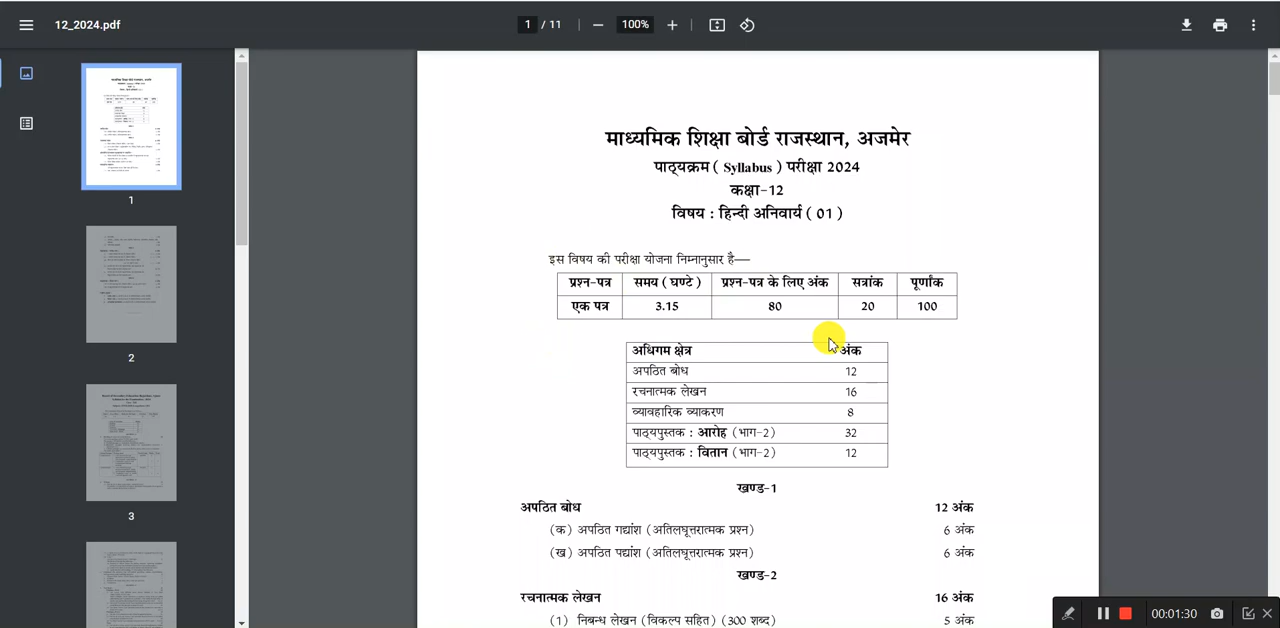 12_2024.pdf
1 / 11
100%
माध्यमिक शिक्षा बोर्ड राजस्थान, अजमेर
पाठ्यक्रम ( Syllabus ) परीक्षा 2024
कक्षा-12
विषय : हिन्दी अनिवार्य ( 01 )
इस विषय की परीक्षा योजना निम्नानुसार है—
प्रश्न-पत्र समय ( घण्टे ) प्रश्न-पत्र के लिए अंक सत्रांक पूर्णांक
एक पत्र 3.15 80 20 100
अधिगम क्षेत्र अंक
अपठित बोध 12
रचनात्मक लेखन 16
व्यावहारिक व्याकरण 8
पाठ्यपुस्तक : आरोह (भाग-2) 32
पाठ्यपुस्तक : वितान (भाग-2) 12
खण्ड-1
अपठित बोध 12 अंक
(क) अपठित गद्यांश (अतिलघूत्तरात्मक प्रश्न) 6 अंक
(ख) अपठित पद्यांश (अतिलघूत्तरात्मक प्रश्न) 6 अंक
खण्ड-2
रचनात्मक लेखन 16 अंक
(1) निबन्ध लेखन (विकल्प सहित) (300 शब्द) 5 अंक
1
2
3
00:01:30